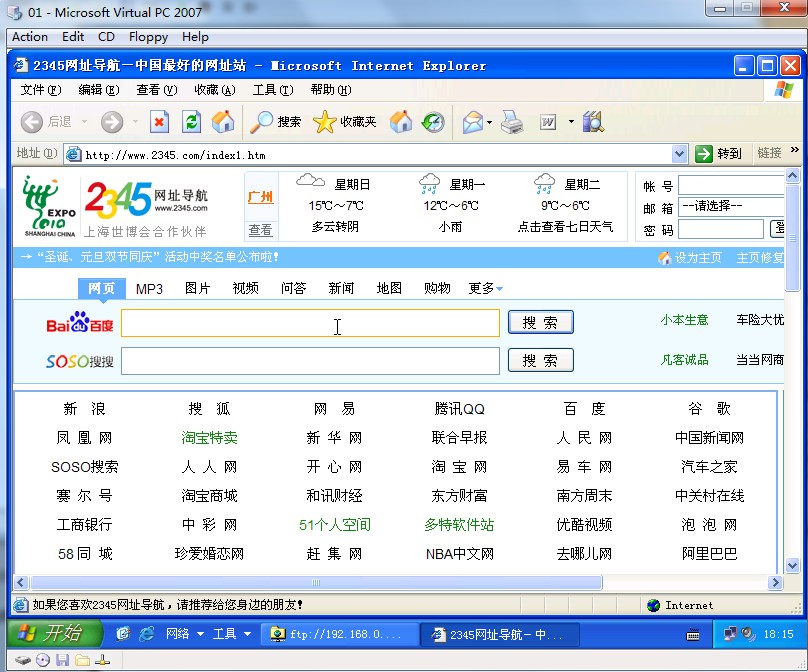 01 - Microsoft Virtual PC 2007
Action Edit CD Floppy Help
2345网址导航－中国最好的网址站 - Microsoft Internet Explorer
文件(F) 编辑(E) 查看(V) 收藏(A) 工具(T) 帮助(H)
后退 搜索 收藏夹
地址(D) http://www.2345.com/index1.htm 转到 链接 »
EXPO 2010 SHANGHAI CHINA
2345 网址导航 www.2345.com
上海世博会合作伙伴
广州 查看
星期日 星期一 星期二
15℃～7℃ 12℃～6℃ 9℃～6℃
多云转阴 小雨 点击查看七日天气
帐 号
邮 箱 --请选择--
密 码
→“圣诞、元旦双节同庆”活动中奖名单公布啦! 设为主页 主页修复
网页 MP3 图片 视频 问答 新闻 地图 购物 更多
Bai百度 搜 索 小本生意 车险大优
SOSO搜搜 搜 索 凡客诚品 当当网商
新 浪 搜 狐 网 易 腾讯QQ 百 度 谷 歌
凤 凰 网 淘宝特卖 新 华 网 联合早报 人 民 网 中国新闻网
SOSO搜索 人 人 网 开 心 网 淘 宝 网 易 车 网 汽车之家
赛 尔 号 淘宝商城 和讯财经 东方财富 南方周末 中关村在线
工商银行 中 彩 网 51个人空间 多特软件站 优酷视频 泡 泡 网
58 同 城 珍爱婚恋网 赶 集 网 NBA中文网 去哪儿网 阿里巴巴
如果您喜欢2345网址导航，请推荐给您身边的朋友! Internet
开始 网络 工具 ftp://192.168.0.... 2345网址导航－中... 18:15